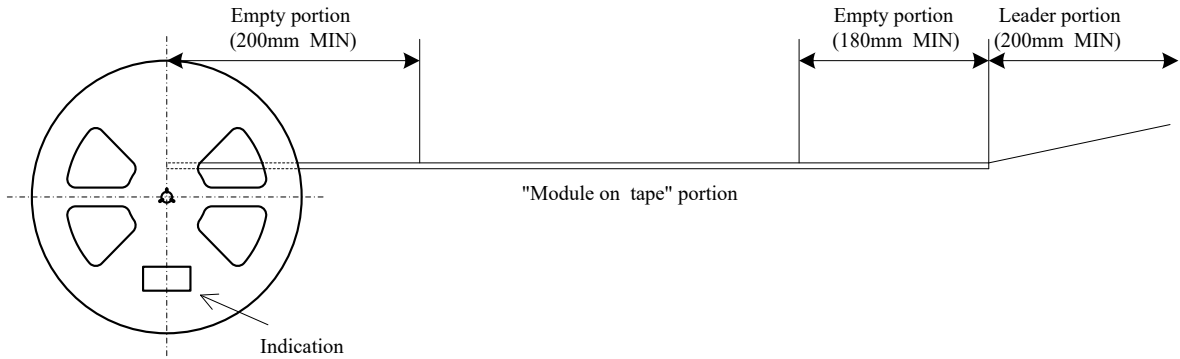 Empty portion
(200mm MIN)
Empty portion
(180mm MIN)
Leader portion
(200mm MIN)
"Module on tape" portion
Indication